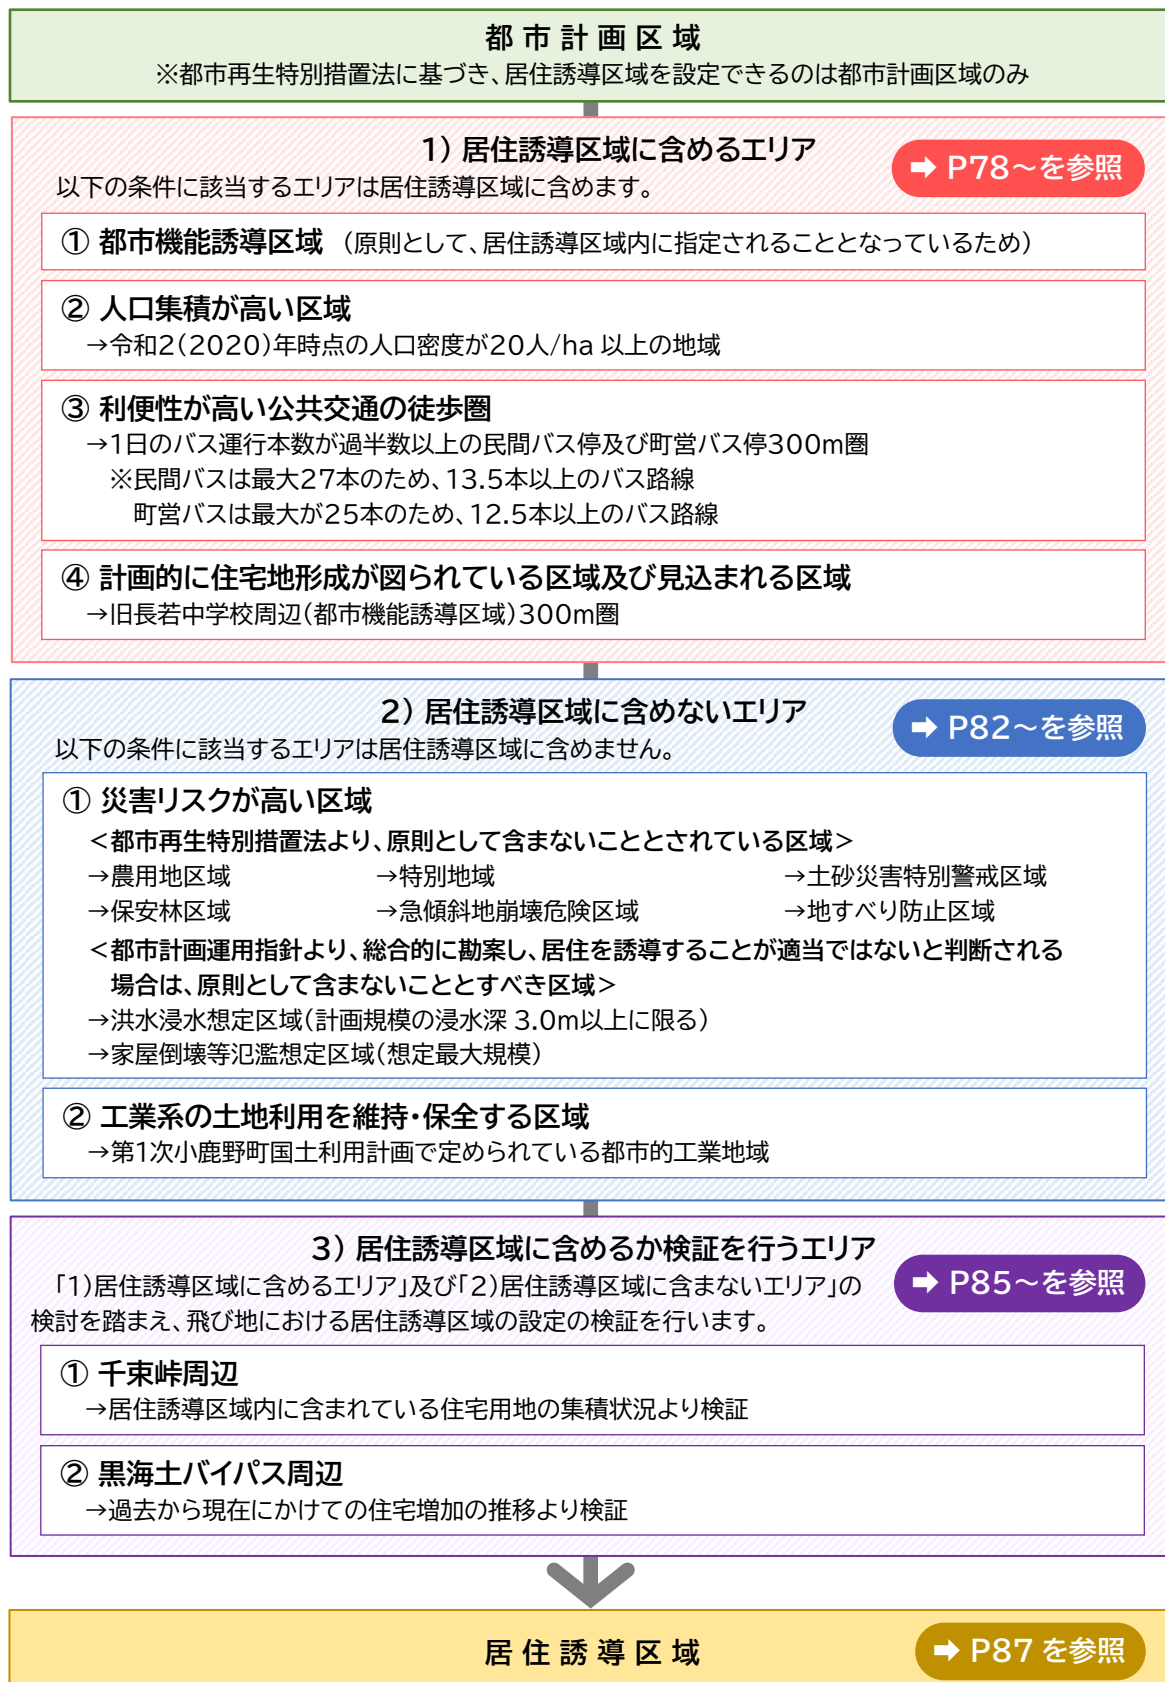 都市計画区域
※都市再生特別措置法に基づき、居住誘導区域を設定できるのは都市計画区域のみ
1）居住誘導区域に含めるエリア
➡ P78～を参照
以下の条件に該当するエリアは居住誘導区域に含めます。
① 都市機能誘導区域 （原則として、居住誘導区域内に指定されることとなっているため）
② 人口集積が高い区域
→令和2（2020）年時点の人口密度が20人/ha 以上の地域
③ 利便性が高い公共交通の徒歩圏
→1日のバス運行本数が過半数以上の民間バス停及び町営バス停300m圏
※民間バスは最大27本のため、13.5本以上のバス路線
町営バスは最大が25本のため、12.5本以上のバス路線
④ 計画的に住宅地形成が図られている区域及び見込まれる区域
→旧長若中学校周辺（都市機能誘導区域）300m圏
2）居住誘導区域に含めないエリア
➡ P82～を参照
以下の条件に該当するエリアは居住誘導区域に含めません。
① 災害リスクが高い区域
＜都市再生特別措置法より、原則として含まないこととされている区域＞
→農用地区域 →特別地域 →土砂災害特別警戒区域
→保安林区域 →急傾斜地崩壊危険区域 →地すべり防止区域
＜都市計画運用指針より、総合的に勘案し、居住を誘導することが適当ではないと判断される
場合は、原則として含まないこととすべき区域＞
→洪水浸水想定区域（計画規模の浸水深 3.0m以上に限る）
→家屋倒壊等氾濫想定区域（想定最大規模）
② 工業系の土地利用を維持・保全する区域
→第1次小鹿野町国土利用計画で定められている都市的工業地域
3）居住誘導区域に含めるか検証を行うエリア
➡ P85～を参照
「1）居住誘導区域に含めるエリア」及び「2）居住誘導区域に含まないエリア」の
検討を踏まえ、飛び地における居住誘導区域の設定の検証を行います。
① 千束峠周辺
→居住誘導区域内に含まれている住宅用地の集積状況より検証
② 黒海土バイパス周辺
→過去から現在にかけての住宅増加の推移より検証
居住誘導区域
➡ P87 を参照